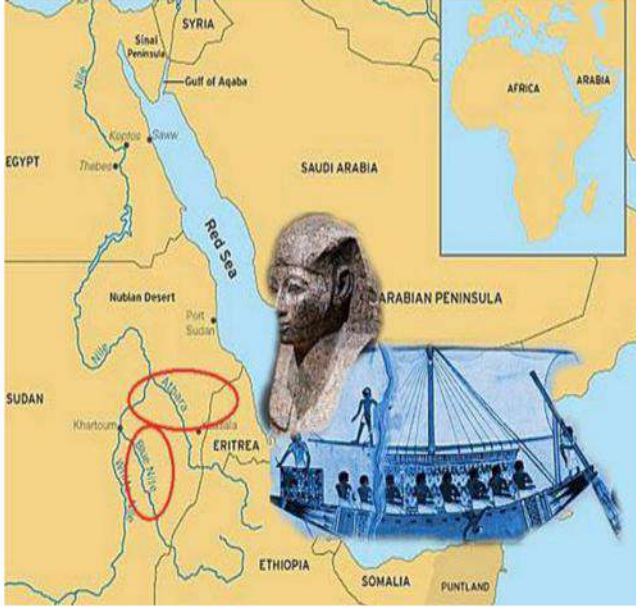 SYRIA
Sinai
Peninsula
Gulf of Aqaba
Nile
AFRICA
ARABIA
Koptos
Saww
EGYPT
Thebes
SAUDI ARABIA
Red Sea
Nubian Desert
ARABIAN PENINSULA
Port
Sudan
Nile
Atbara
SUDAN
Khartoum
ERITREA
Blue Nile
ETHIOPIA
SOMALIA
PUNTLAND